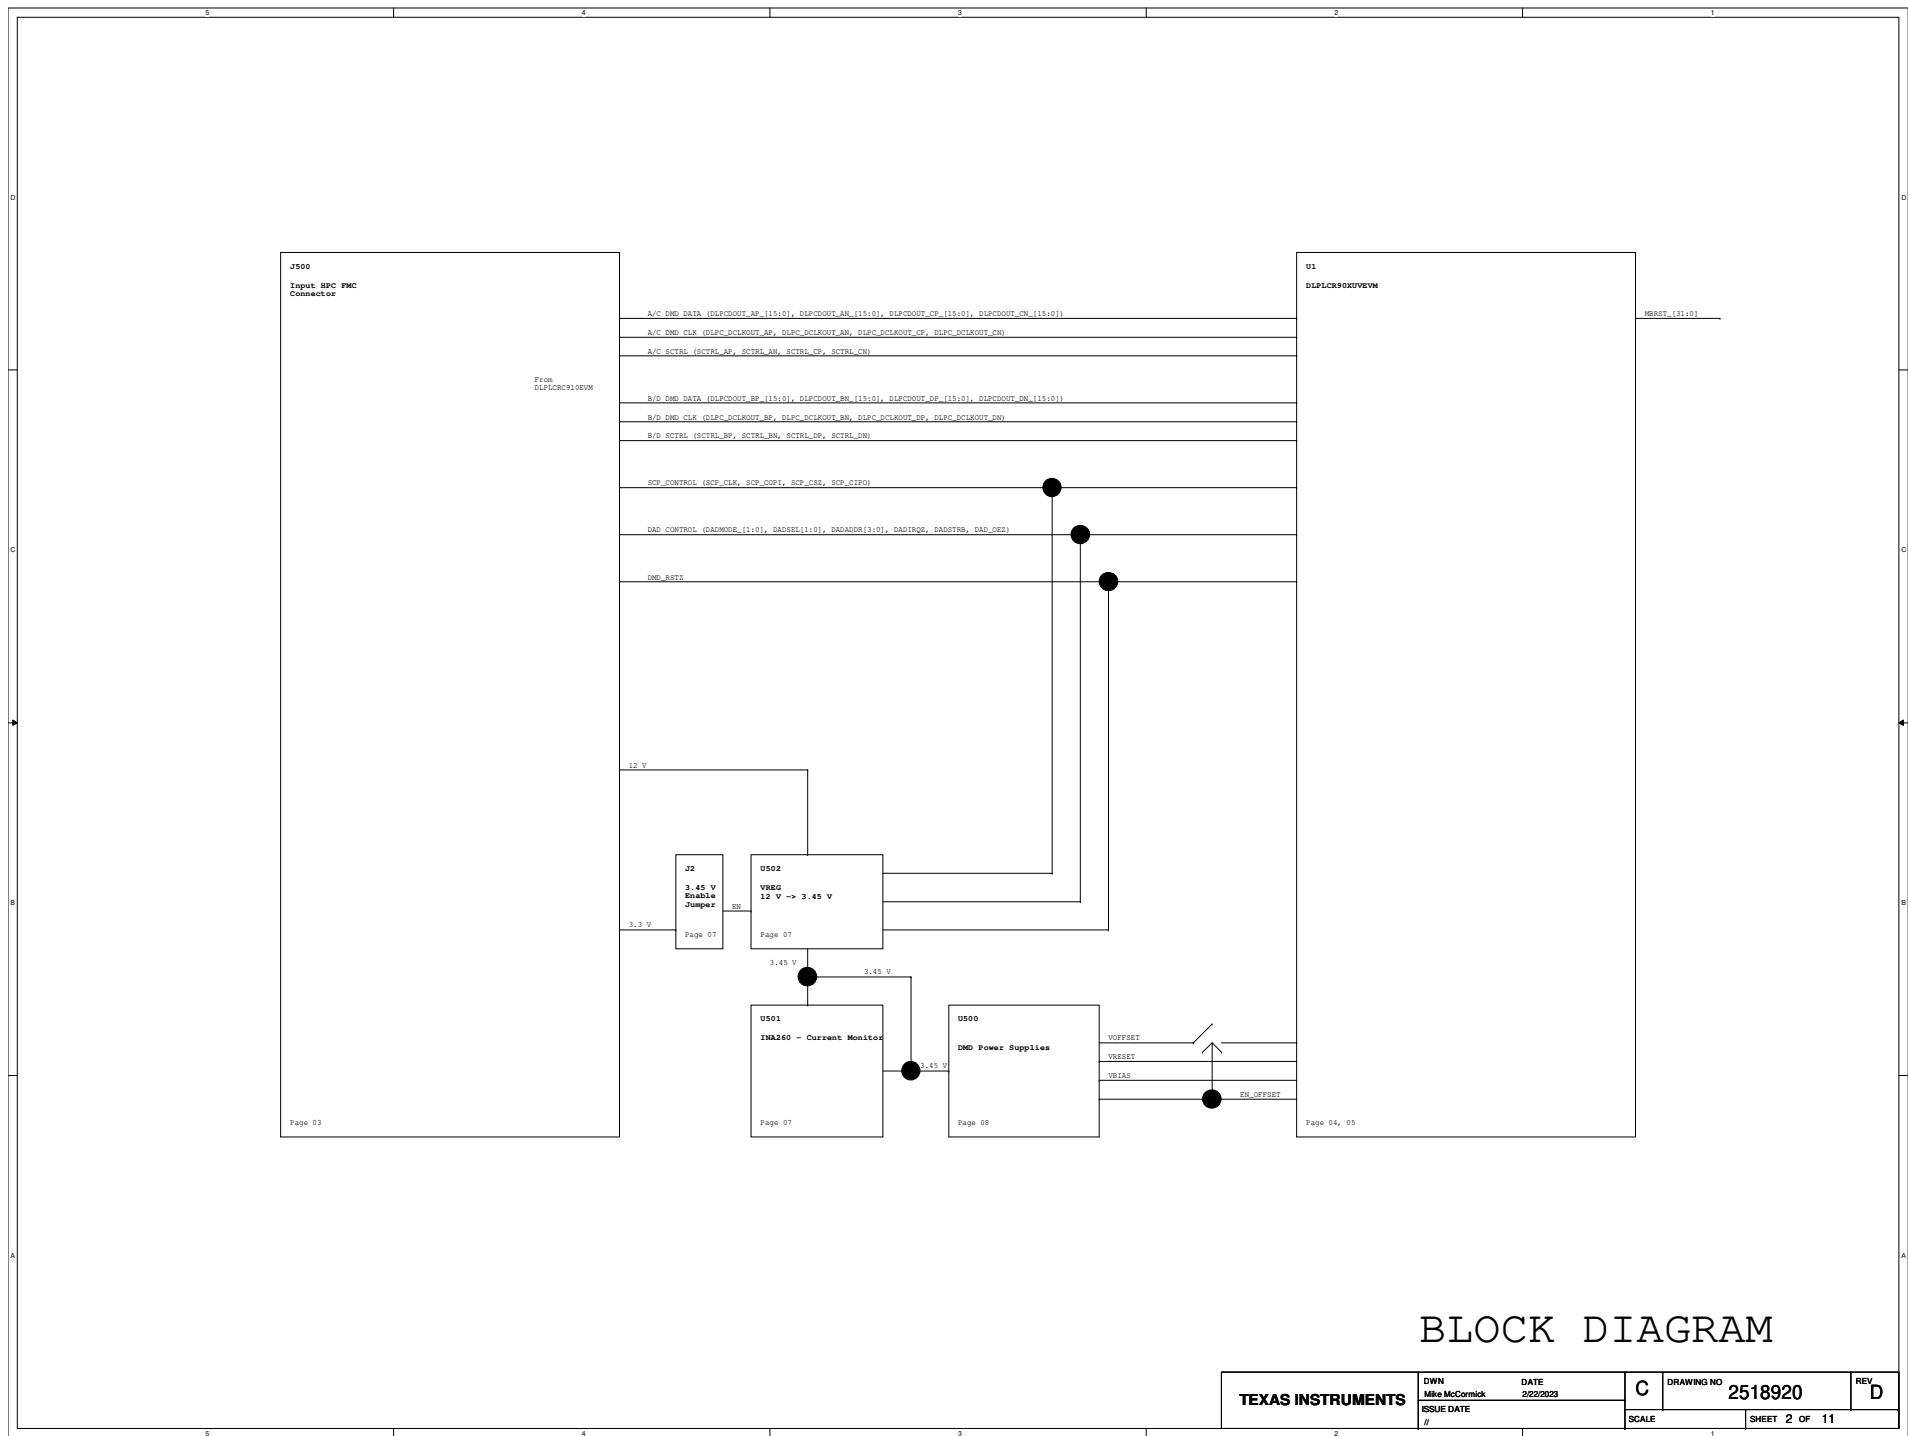 5 4 3 2 1
D D
J500
Input HPC FMC
Connector
U1
DLPLCR90XUVEVM
A/C DMD DATA (DLPCDOUT_AP_[15:0], DLPCDOUT_AN_[15:0], DLPCDOUT_CP_[15:0], DLPCDOUT_CN_[15:0])
MBRST_[31:0]
A/C DMD CLK (DLPC_DCLKOUT_AP, DLPC_DCLKOUT_AN, DLPC_DCLKOUT_CP, DLPC_DCLKOUT_CN)
A/C SCTRL (SCTRL_AP, SCTRL_AN, SCTRL_CP, SCTRL_CN)
From
DLPLCRC910EVM
B/D DMD DATA (DLPCDOUT_BP_[15:0], DLPCDOUT_BN_[15:0], DLPCDOUT_DP_[15:0], DLPCDOUT_DN_[15:0])
B/D DMD CLK (DLPC_DCLKOUT_BP, DLPC_DCLKOUT_BN, DLPC_DCLKOUT_DP, DLPC_DCLKOUT_DN)
B/D SCTRL (SCTRL_BP, SCTRL_BN, SCTRL_DP, SCTRL_DN)
SCP_CONTROL (SCP_CLK, SCP_COPI, SCP_CSZ, SCP_CIPO)
DAD CONTROL (DADMODE_[1:0], DADSEL[1:0], DADADDR[3:0], DADIRQZ, DADSTRB, DAD_OEZ)
C C
DMD_RSTZ
12 V
J2
3.45 V
Enable
Jumper
Page 07
EN
U502
VREG
12 V -> 3.45 V
Page 07
B B
3.3 V
3.45 V
3.45 V
U501
INA260 - Current Monitor
Page 07
3.45 V
U500
DMD Power Supplies
Page 08
VOFFSET
VRESET
VBIAS
EN_OFFSET
Page 03
Page 04, 05
A A
BLOCK DIAGRAM
TEXAS INSTRUMENTS
DWN DATE
Mike McCormick 2/22/2023
ISSUE DATE
//
C
DRAWING NO 2518920
REV D
SCALE
SHEET 2 OF 11
5 4 3 2 1